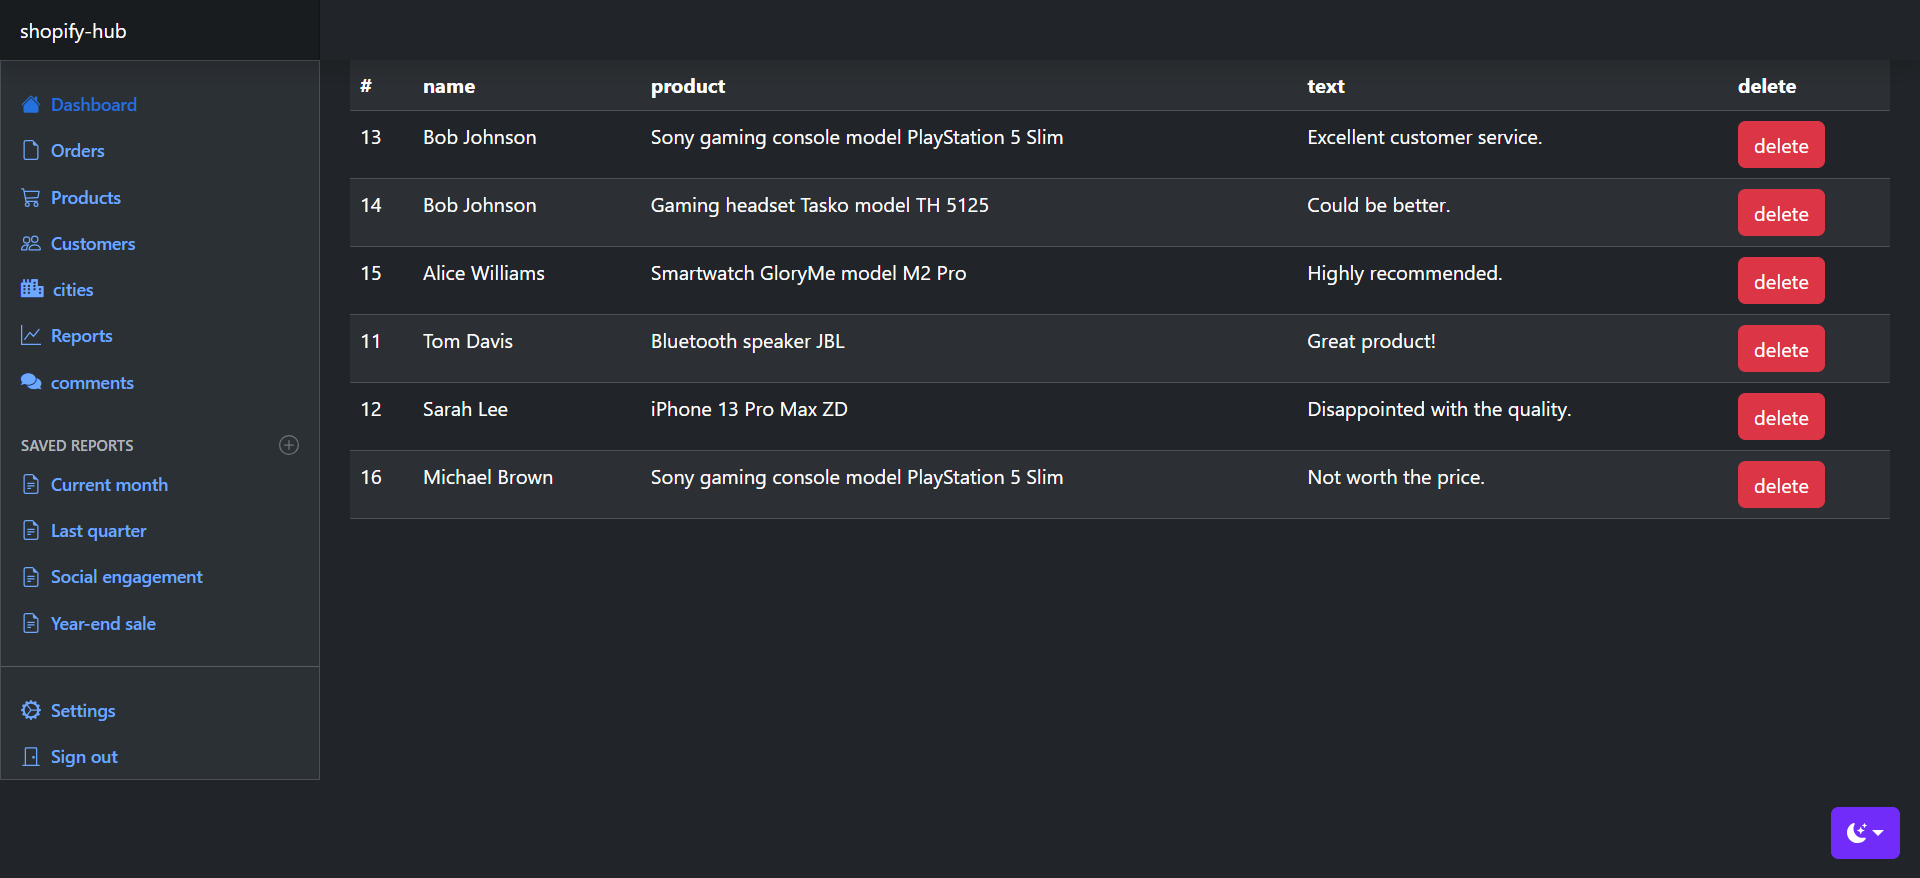 shopify-hub
Dashboard
Orders
Products
Customers
cities
Reports
comments
SAVED REPORTS
Current month
Last quarter
Social engagement
Year-end sale
Settings
Sign out
# name product text delete
13 Bob Johnson Sony gaming console model PlayStation 5 Slim Excellent customer service. delete
14 Bob Johnson Gaming headset Tasko model TH 5125 Could be better. delete
15 Alice Williams Smartwatch GloryMe model M2 Pro Highly recommended. delete
11 Tom Davis Bluetooth speaker JBL Great product! delete
12 Sarah Lee iPhone 13 Pro Max ZD Disappointed with the quality. delete
16 Michael Brown Sony gaming console model PlayStation 5 Slim Not worth the price. delete